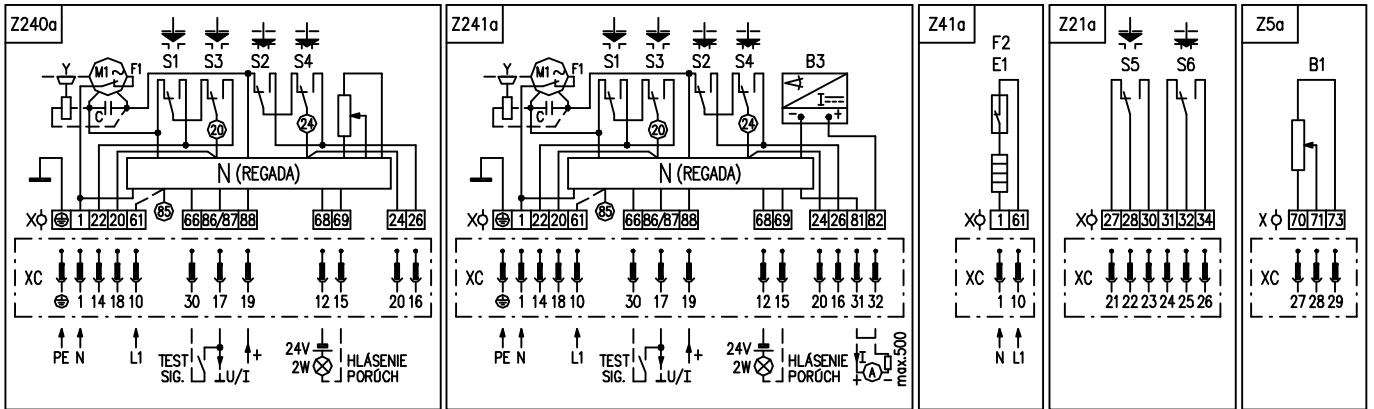 Z240a
S1 S3 S2 S4
Y M1 ~ F1
C
20 24
N (REGADA)
85
X 1 22 20 61 66 86/87 88 68 69 24 26
XC
1 14 18 10 30 17 19 12 15 20 16
PE N L1 TEST SIG. ⊥U/I + 24V 2W HLÁSENIE PORÚCH
Z241a
S1 S3 S2 S4 B3
Y M1 ~ F1
I
C
- +
20 24
N (REGADA)
85
X 1 22 20 61 66 86/87 88 68 69 24 26 81 82
XC
1 14 18 10 30 17 19 12 15 20 16 31 32
PE N L1 TEST SIG. ⊥U/I + 24V 2W HLÁSENIE PORÚCH I - A + max.500
Z41a
F2
E1
X 1 61
XC
1 10
N L1
Z21a
S5 S6
X 27 28 30 31 32 34
XC
21 22 23 24 25 26
Z5a
B1
X 70 71 73
XC
27 28 29